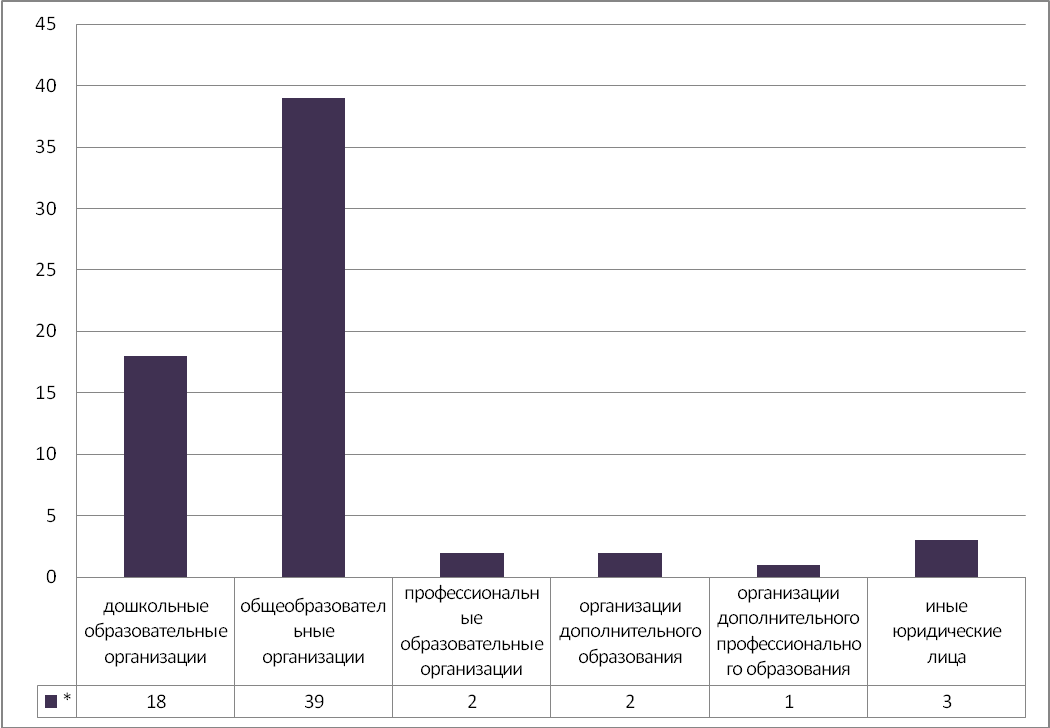 45
40
35
30
25
20
15
10
5
0
дошкольные
образовательные
организации
общеобразовател
ьные
организации
профессиональн
ые
образовательные
организации
организации
дополнительного
образования
организации
дополнительного
профессионально
го образования
иные
юридические
лица
* 18 39 2 2 1 3